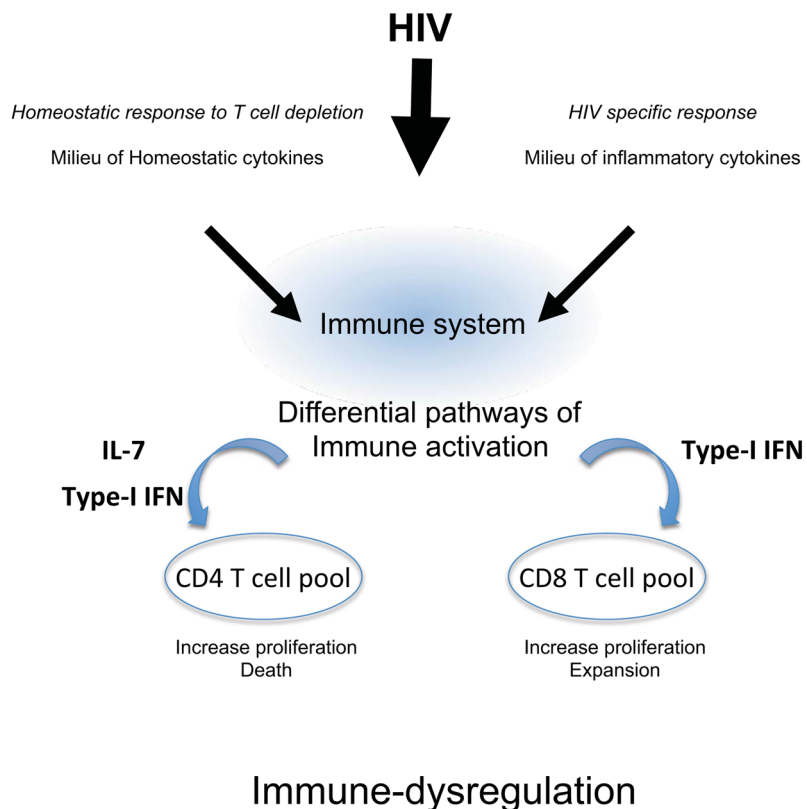 HIV
Homeostatic response to T cell depletion
Milieu of Homeostatic cytokines
HIV specific response
Milieu of inflammatory cytokines
Immune system
Differential pathways of
Immune activation
IL-7
Type-I IFN
Type-I IFN
CD4 T cell pool
Increase proliferation
Death
CD8 T cell pool
Increase proliferation
Expansion
Immune-dysregulation